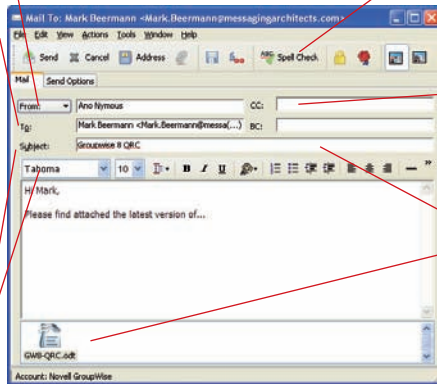 Mail To: Mark Beermann <Mark.Beermann@messagingarchitects.com>
File Edit View Actions Tools Window Help
Send Cancel Address ABC Spell Check
Mail Send Options
From: Ano Nymous CC:
To: Mark Beermann <Mark.Beermann@messa(...) BC:
Subject: Groupwise 8 QRC
Tahoma 10 B I U
Hi Mark,
Please find attached the latest version of...
GW8-QRC.odt
Account: Novell GroupWise